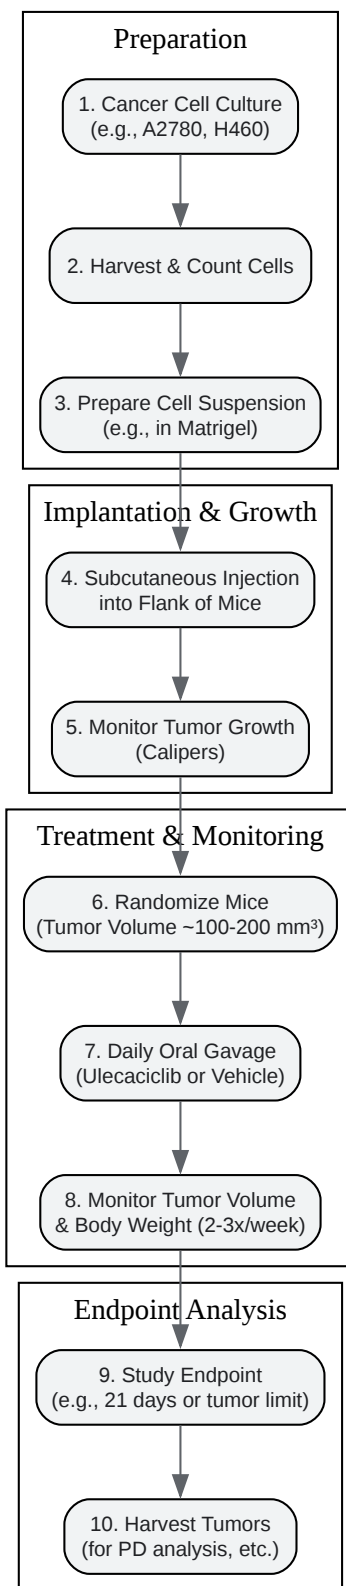 Preparation
1. Cancer Cell Culture
(e.g., A2780, H460)
2. Harvest & Count Cells
3. Prepare Cell Suspension
(e.g., in Matrigel)
Implantation & Growth
4. Subcutaneous Injection
into Flank of Mice
5. Monitor Tumor Growth
(Calipers)
Treatment & Monitoring
6. Randomize Mice
(Tumor Volume ~100-200 mm³)
7. Daily Oral Gavage
(Ulecaciclib or Vehicle)
8. Monitor Tumor Volume
& Body Weight (2-3x/week)
Endpoint Analysis
9. Study Endpoint
(e.g., 21 days or tumor limit)
10. Harvest Tumors
(for PD analysis, etc.)